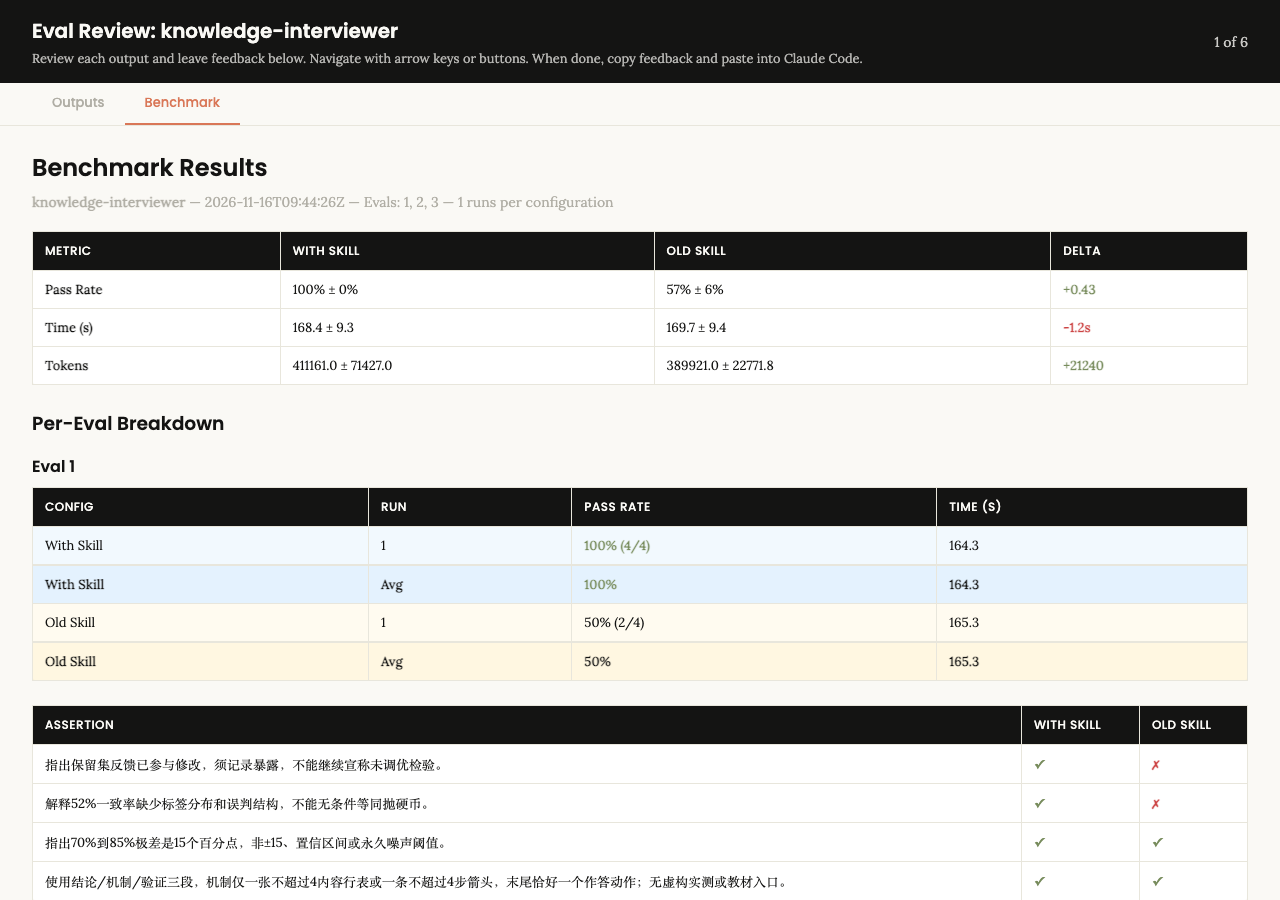 Eval Review: knowledge-interviewer
Review each output and leave feedback below. Navigate with arrow keys or buttons. When done, copy feedback and paste into Claude Code.
1 of 6
Outputs Benchmark
Benchmark Results
knowledge-interviewer — 2026-11-16T09:44:26Z — Evals: 1, 2, 3 — 1 runs per configuration
METRIC WITH SKILL OLD SKILL DELTA
Pass Rate 100% ± 0% 57% ± 6% +0.43
Time (s) 168.4 ± 9.3 169.7 ± 9.4 -1.2s
Tokens 411161.0 ± 71427.0 389921.0 ± 22771.8 +21240
Per-Eval Breakdown
Eval 1
CONFIG RUN PASS RATE TIME (S)
With Skill 1 100% (4/4) 164.3
With Skill Avg 100% 164.3
Old Skill 1 50% (2/4) 165.3
Old Skill Avg 50% 165.3
ASSERTION WITH SKILL OLD SKILL
指出保留集反馈已参与修改，须记录暴露，不能继续宣称未调优检验。 ✓ ✗
解释52%一致率缺少标签分布和误判结构，不能无条件等同抛硬币。 ✓ ✗
指出70%到85%极差是15个百分点，非±15、置信区间或永久噪声阈值。 ✓ ✓
使用结论/机制/验证三段，机制仅一张不超过4内容行表或一条不超过4步箭头，末尾恰好一个作答动作；无虚构实测或教材入口。 ✓ ✓